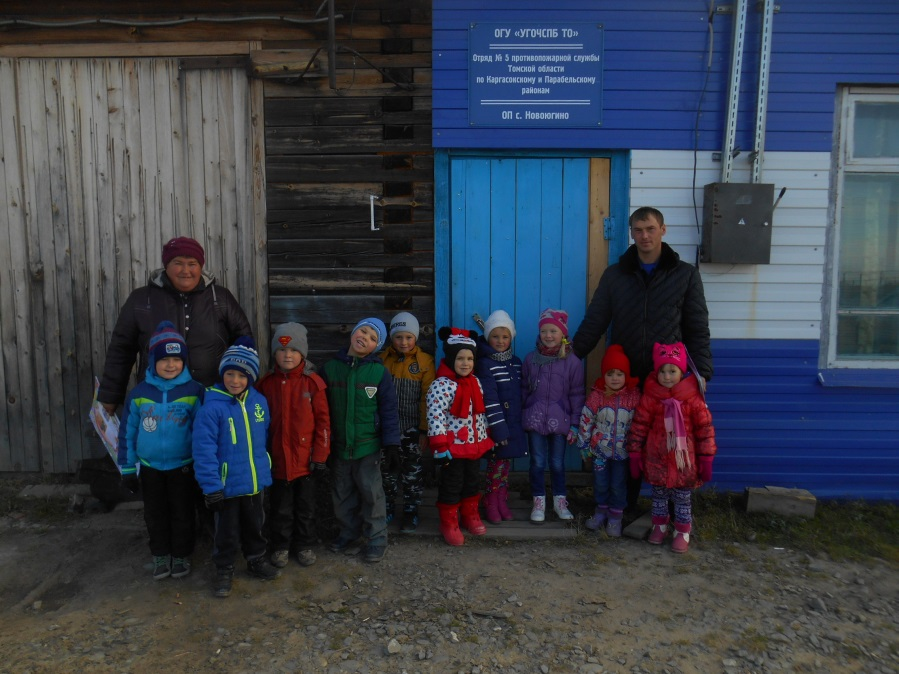 ОГУ «УГОЧСПБ ТО»
Отряд № 5 противопожарной службы
Томской области
по Каргасокскому и Парабельскому
районам
ОП с. Новоюгино